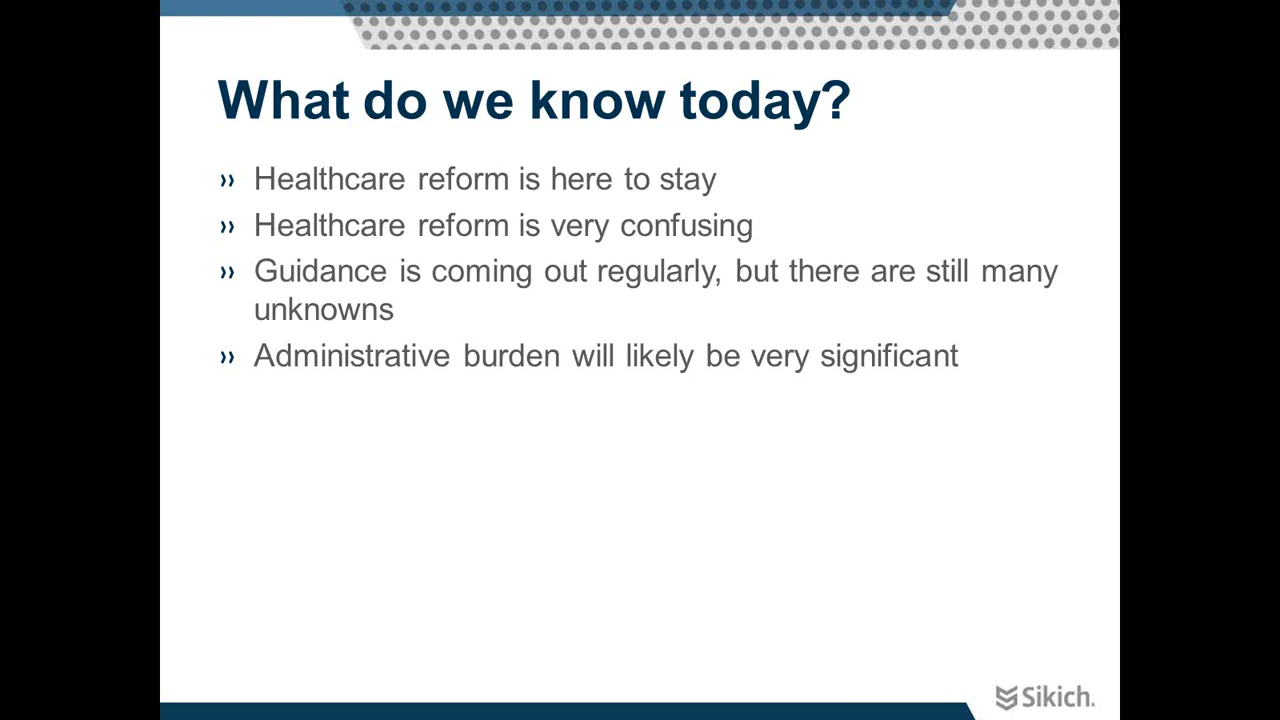 What do we know today?
›› Healthcare reform is here to stay
›› Healthcare reform is very confusing
›› Guidance is coming out regularly, but there are still many
unknowns
›› Administrative burden will likely be very significant
Sikich.